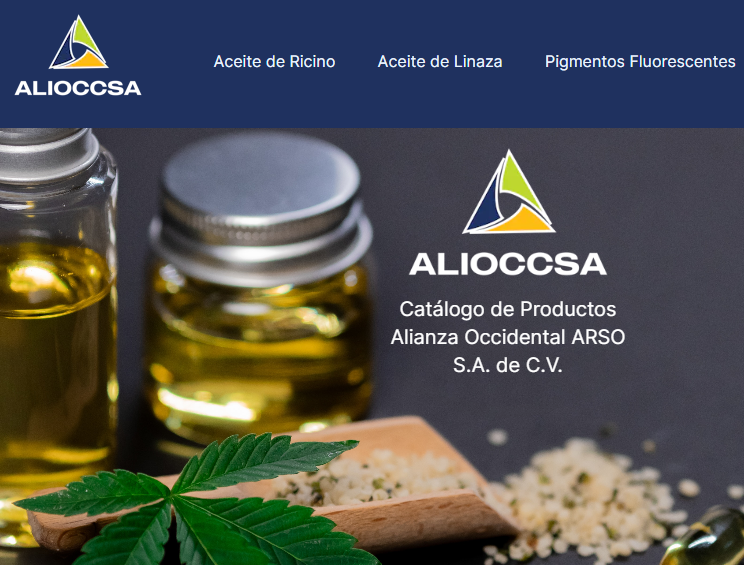 ALIOCCSA
Aceite de Ricino
Aceite de Linaza
Pigmentos Fluorescentes
ALIOCCSA
Catálogo de Productos
Alianza Occidental ARSO
S.A. de C.V.